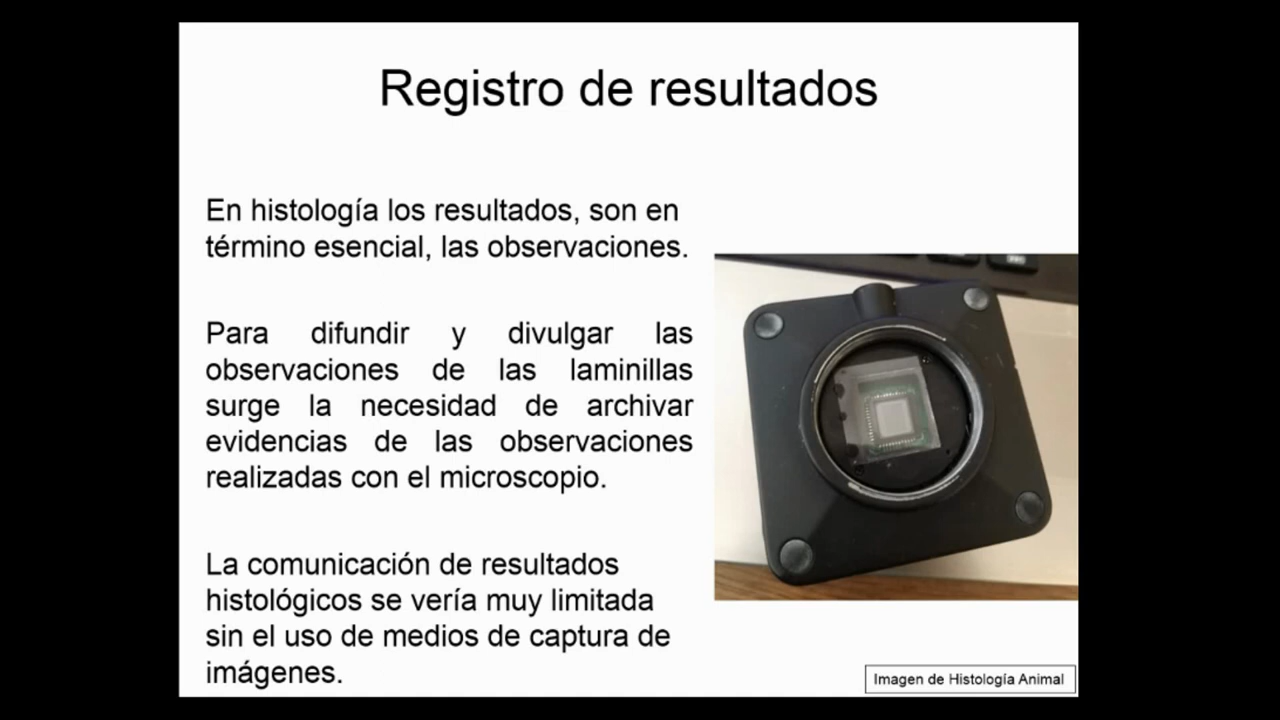 Registro de resultados
En histología los resultados, son en
término esencial, las observaciones.
Para difundir y divulgar las
observaciones de las laminillas
surge la necesidad de archivar
evidencias de las observaciones
realizadas con el microscopio.
La comunicación de resultados
histológicos se vería muy limitada
sin el uso de medios de captura de
imágenes.
Imagen de Histología Animal